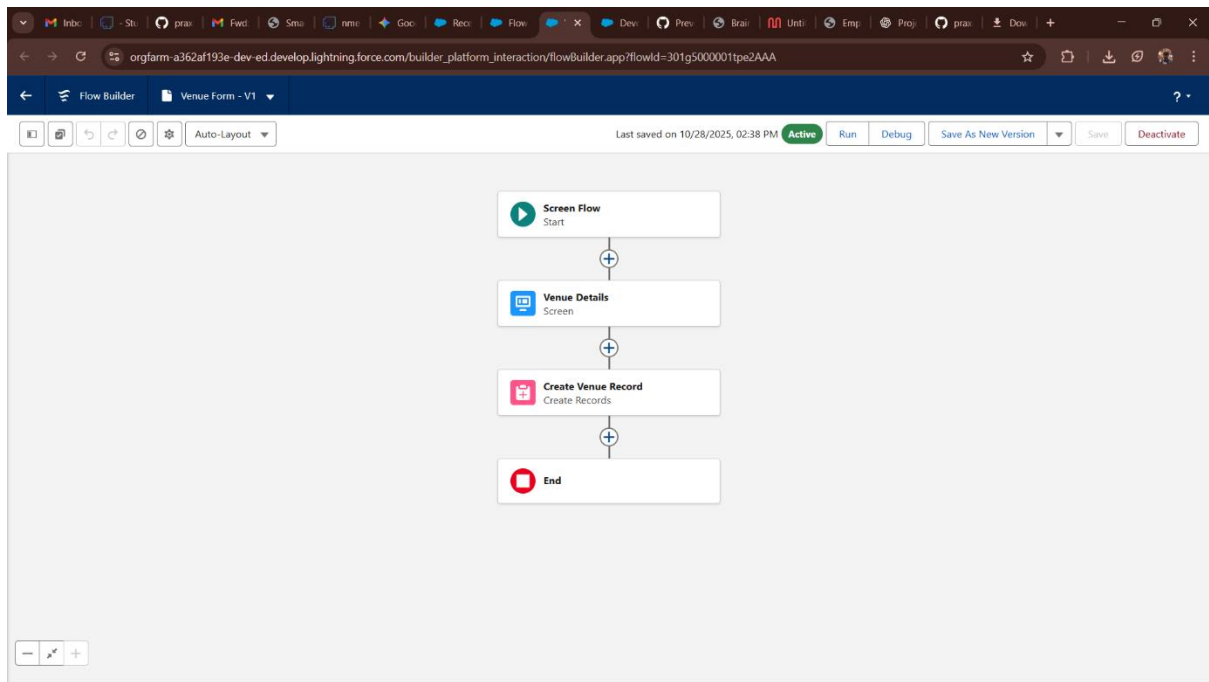 Inbc - Stu prax Fwd: Sma nme Goo Reco Flow Dev Prev Brai Unti Emp Proj prax Dow
orgfarm-a362af193e-dev-ed.develop.lightning.force.com/builder_platform_interaction/flowBuilder.app?flowId=301g5000001tpe2AAA
Flow Builder Venue Form - V1 ?
Auto-Layout Last saved on 10/28/2025, 02:38 PM Active Run Debug Save As New Version Save Deactivate
Screen Flow
Start
Venue Details
Screen
Create Venue Record
Create Records
End